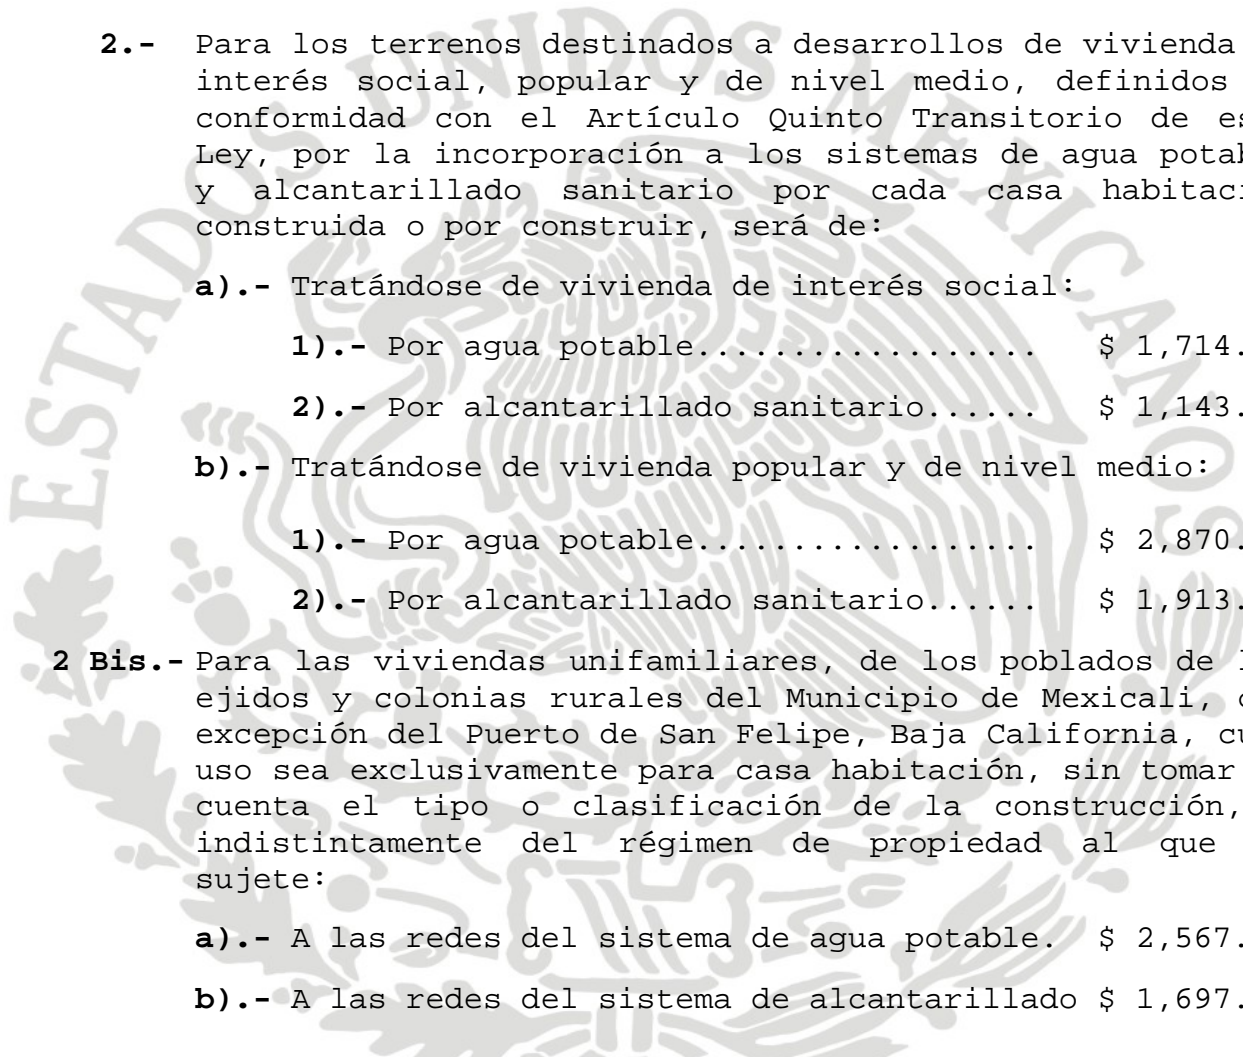 ESTADOS UNIDOS MEXICANOS
2.- Para los terrenos destinados a desarrollos de vivienda
interés social, popular y de nivel medio, definidos
conformidad con el Artículo Quinto Transitorio de es
Ley, por la incorporación a los sistemas de agua potab
y alcantarillado sanitario por cada casa habitaci
construida o por construir, será de:
a).- Tratándose de vivienda de interés social:
1).- Por agua potable.................. $ 1,714.
2).- Por alcantarillado sanitario...... $ 1,143.
b).- Tratándose de vivienda popular y de nivel medio:
1).- Por agua potable.................. $ 2,870.
2).- Por alcantarillado sanitario...... $ 1,913.
2 Bis.- Para las viviendas unifamiliares, de los poblados de l
ejidos y colonias rurales del Municipio de Mexicali, c
excepción del Puerto de San Felipe, Baja California, cu
uso sea exclusivamente para casa habitación, sin tomar
cuenta el tipo o clasificación de la construcción,
indistintamente del régimen de propiedad al que
sujete:
a).- A las redes del sistema de agua potable. $ 2,567.
b).- A las redes del sistema de alcantarillado $ 1,697.